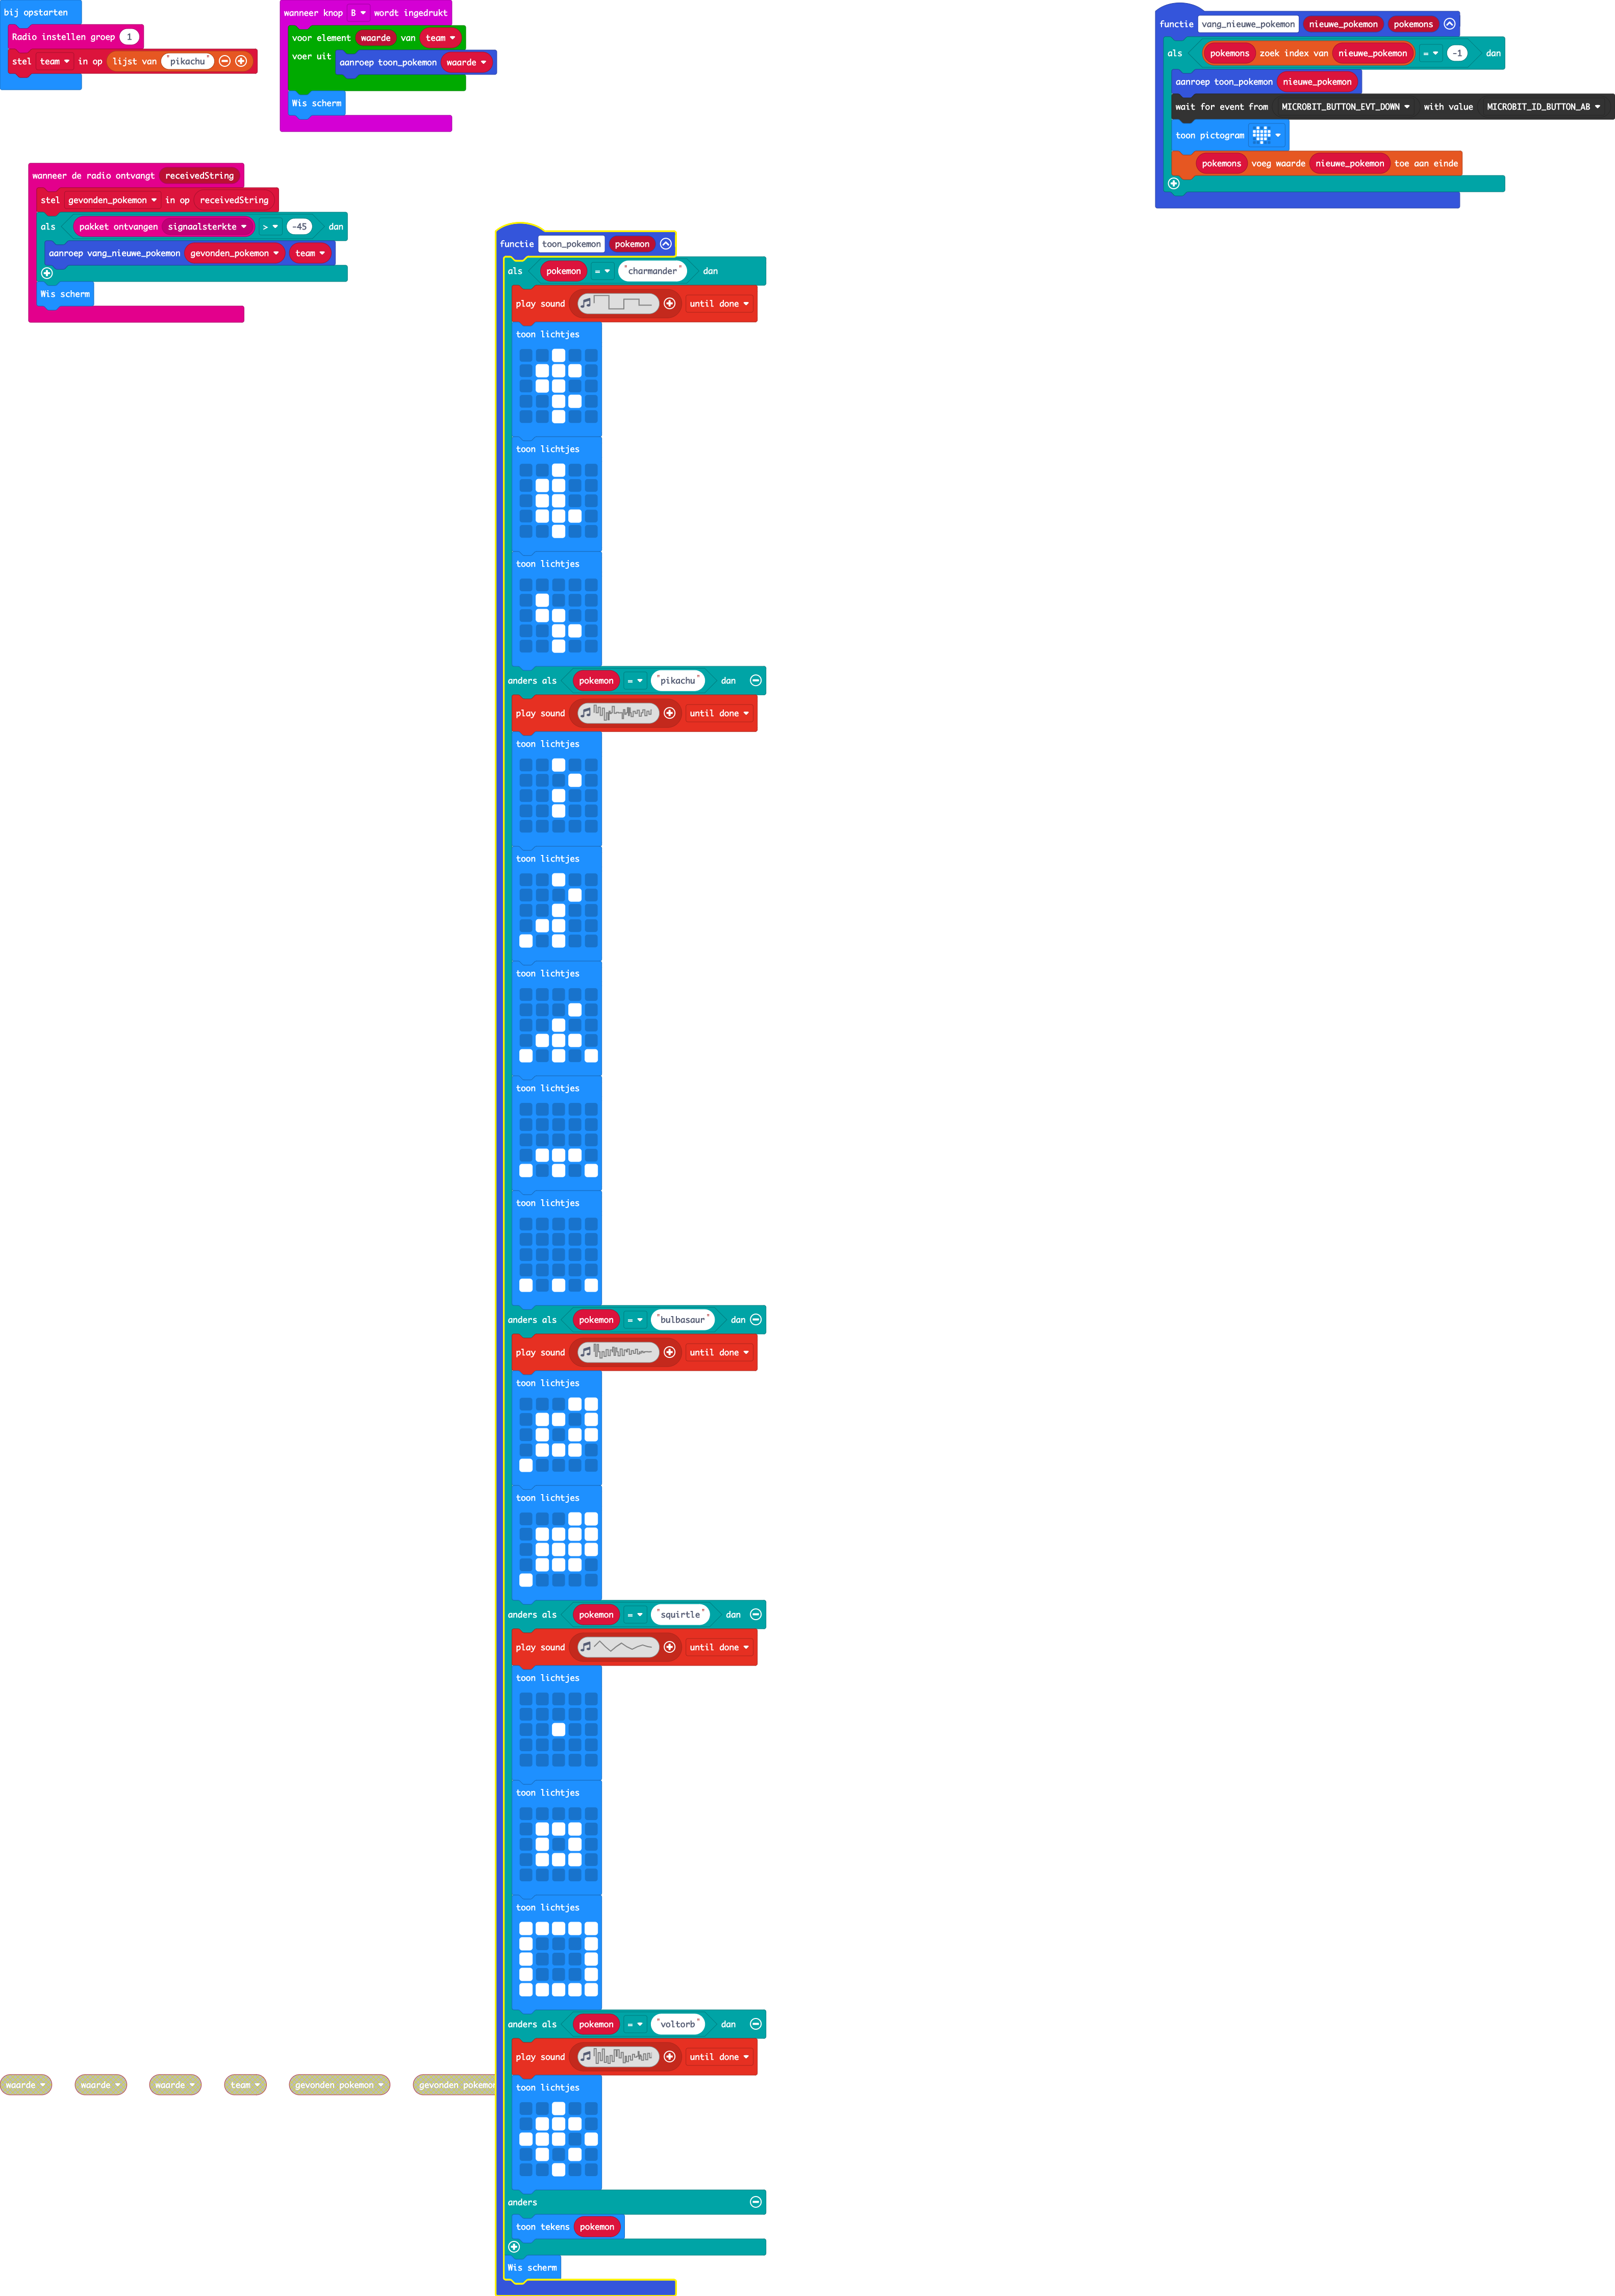 bij opstarten
Radio instellen groep 1
stel team in op lijst van "pikachu"
wanneer knop B wordt ingedrukt
voor element waarde van team
voer uit aanroep toon_pokemon waarde
Wis scherm
functie vang_nieuwe_pokemon nieuwe_pokemon pokemons
als pokemons zoek index van nieuwe_pokemon = -1 dan
aanroep toon_pokemon nieuwe_pokemon
wait for event from MICROBIT_BUTTON_EVT_DOWN with value MICROBIT_ID_BUTTON_AB
toon pictogram
pokemons voeg waarde nieuwe_pokemon toe aan einde
wanneer de radio ontvangt receivedString
stel gevonden_pokemon in op receivedString
als pakket ontvangen signaalsterkte > -45 dan
aanroep vang_nieuwe_pokemon gevonden_pokemon team
Wis scherm
functie toon_pokemon pokemon
als pokemon = "charmander" dan
play sound until done
toon lichtjes
toon lichtjes
toon lichtjes
anders als pokemon = "pikachu" dan
play sound until done
toon lichtjes
toon lichtjes
toon lichtjes
toon lichtjes
toon lichtjes
anders als pokemon = "bulbasaur" dan
play sound until done
toon lichtjes
toon lichtjes
anders als pokemon = "squirtle" dan
play sound until done
toon lichtjes
toon lichtjes
toon lichtjes
anders als pokemon = "voltorb" dan
play sound until done
toon lichtjes
anders
toon tekens pokemon
Wis scherm
waarde waarde waarde team gevonden pokemon gevonden pokemon